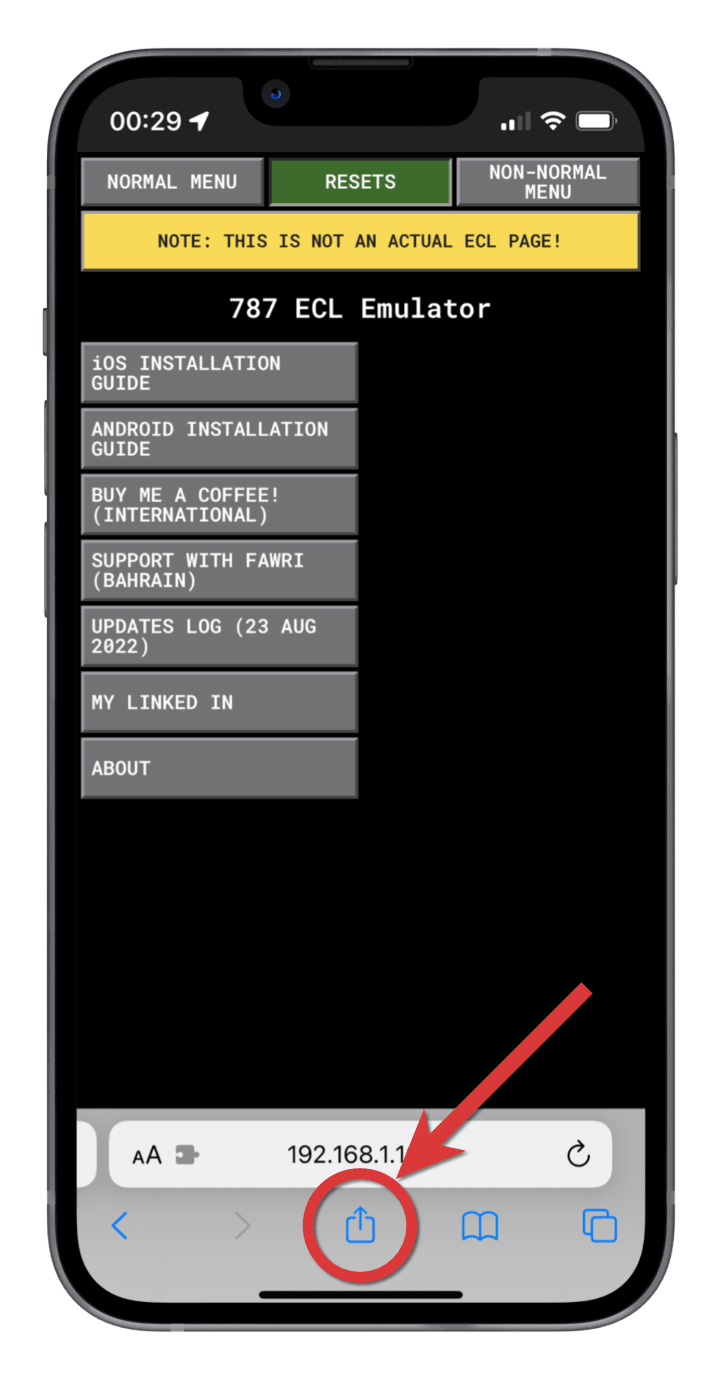 00:29
NORMAL MENU
RESETS
NON-NORMAL
MENU
NOTE: THIS IS NOT AN ACTUAL ECL PAGE!
787 ECL Emulator
iOS INSTALLATION
GUIDE
ANDROID INSTALLATION
GUIDE
BUY ME A COFFEE!
(INTERNATIONAL)
SUPPORT WITH FAWRI
(BAHRAIN)
UPDATES LOG (23 AUG
2022)
MY LINKED IN
ABOUT
AA
192.168.1.1